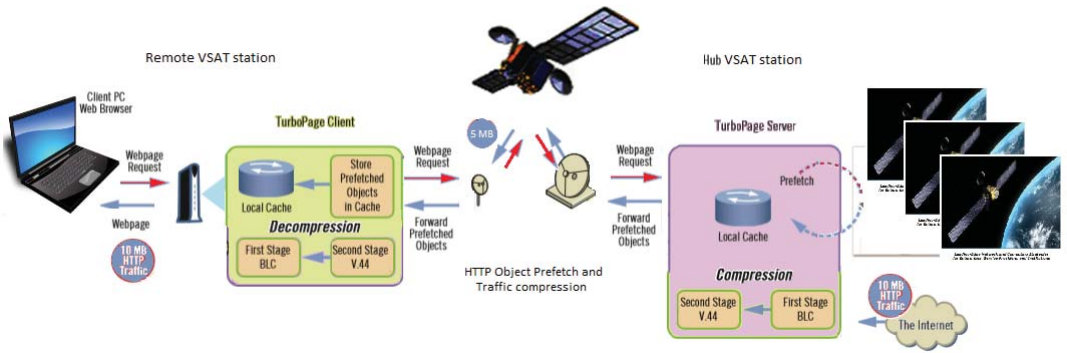 Remote VSAT station
Hub VSAT station
Client PC
Web Browser
TurboPage Client
TurboPage Server
5 MB
Webpage
Request
Webpage
10 MB
HTTP
Traffic
Local Cache
Store
Prefetched
Objects
in Cache
Decompression
First Stage
BLC
Second Stage
V.44
Webpage
Request
Forward
Prefetched
Objects
HTTP Object Prefetch and
Traffic compression
Webpage
Request
Forward
Prefetched
Objects
Prefetch
Local Cache
Compression
Second Stage
V.44
First Stage
BLC
10 MB
HTTP
Traffic
The Internet